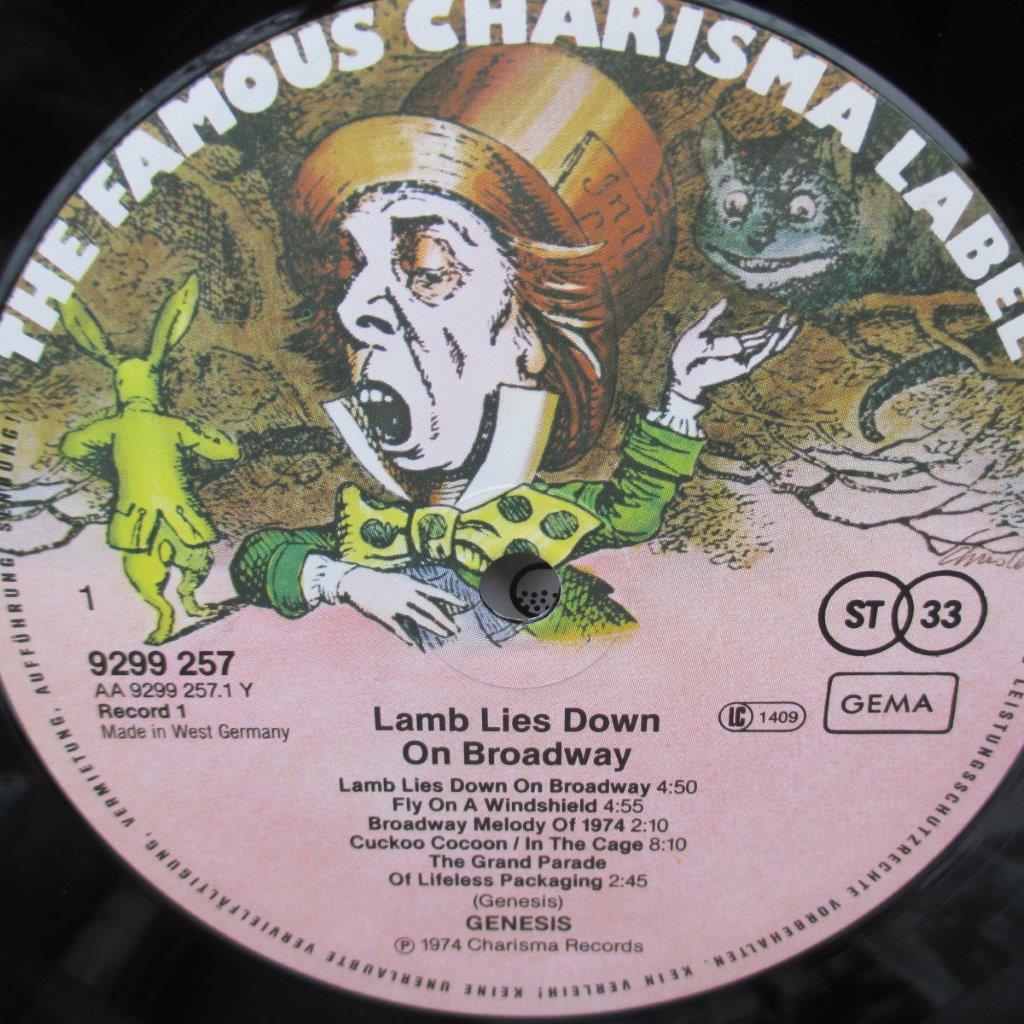 THE FAMOUS CHARISMA LABEL
1
ST 33
9299 257
AA 9299 257.1 Y
Record 1
Made in West Germany
LC 1409
GEMA
Lamb Lies Down
On Broadway
Lamb Lies Down On Broadway 4:50
Fly On A Windshield 4:55
Broadway Melody Of 1974 2:10
Cuckoo Cocoon / In The Cage 8:10
The Grand Parade
Of Lifeless Packaging 2:45
(Genesis)
GENESIS
℗ 1974 Charisma Records
LEISTUNGSSCHUTZRECHTE VORBEHALTEN. KEIN VERLEIH! KEINE UNERLAUBTE VERVIELFÄLTIGUNG, VERMIETUNG, AUFFÜHRUNG, SENDUNG!